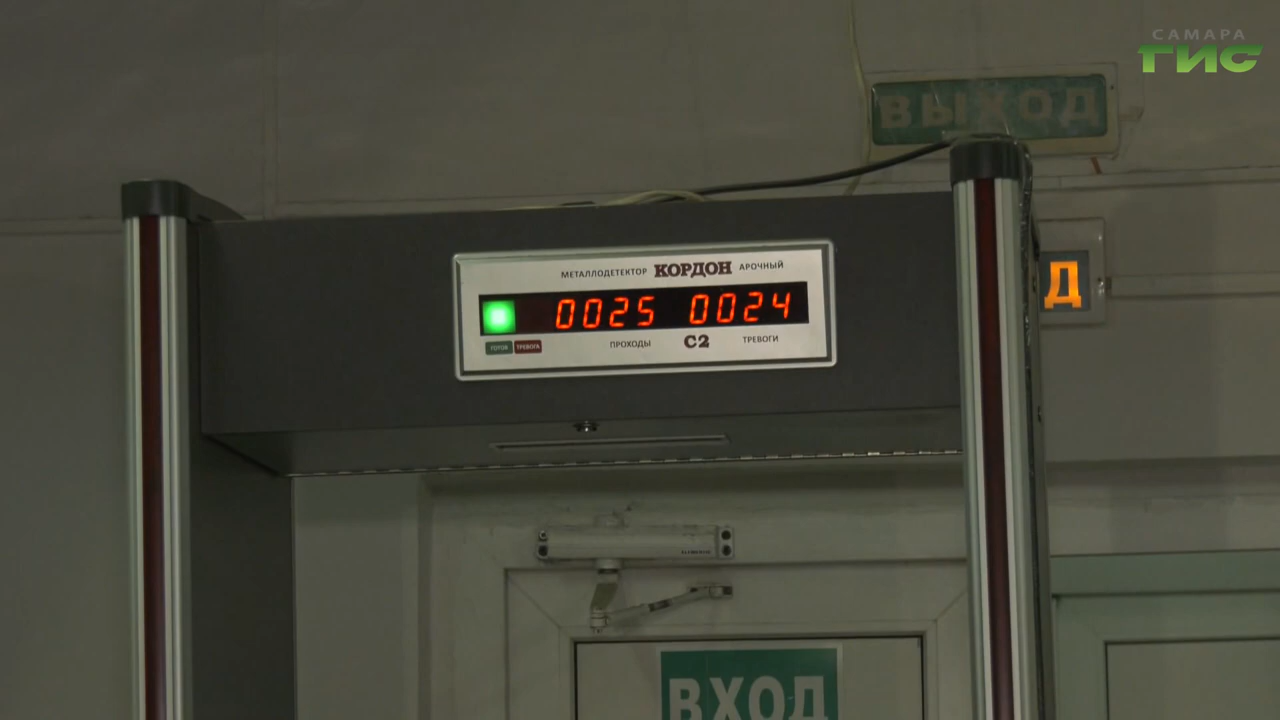 САМАРА
ГИС
ВЫХОД
МЕТАЛЛОДЕТЕКТОР КОРДОН АРОЧНЫЙ
0025 0024
ГОТОВ ТРЕВОГА
ПРОХОДЫ С2 ТРЕВОГИ
Д
ВХОД